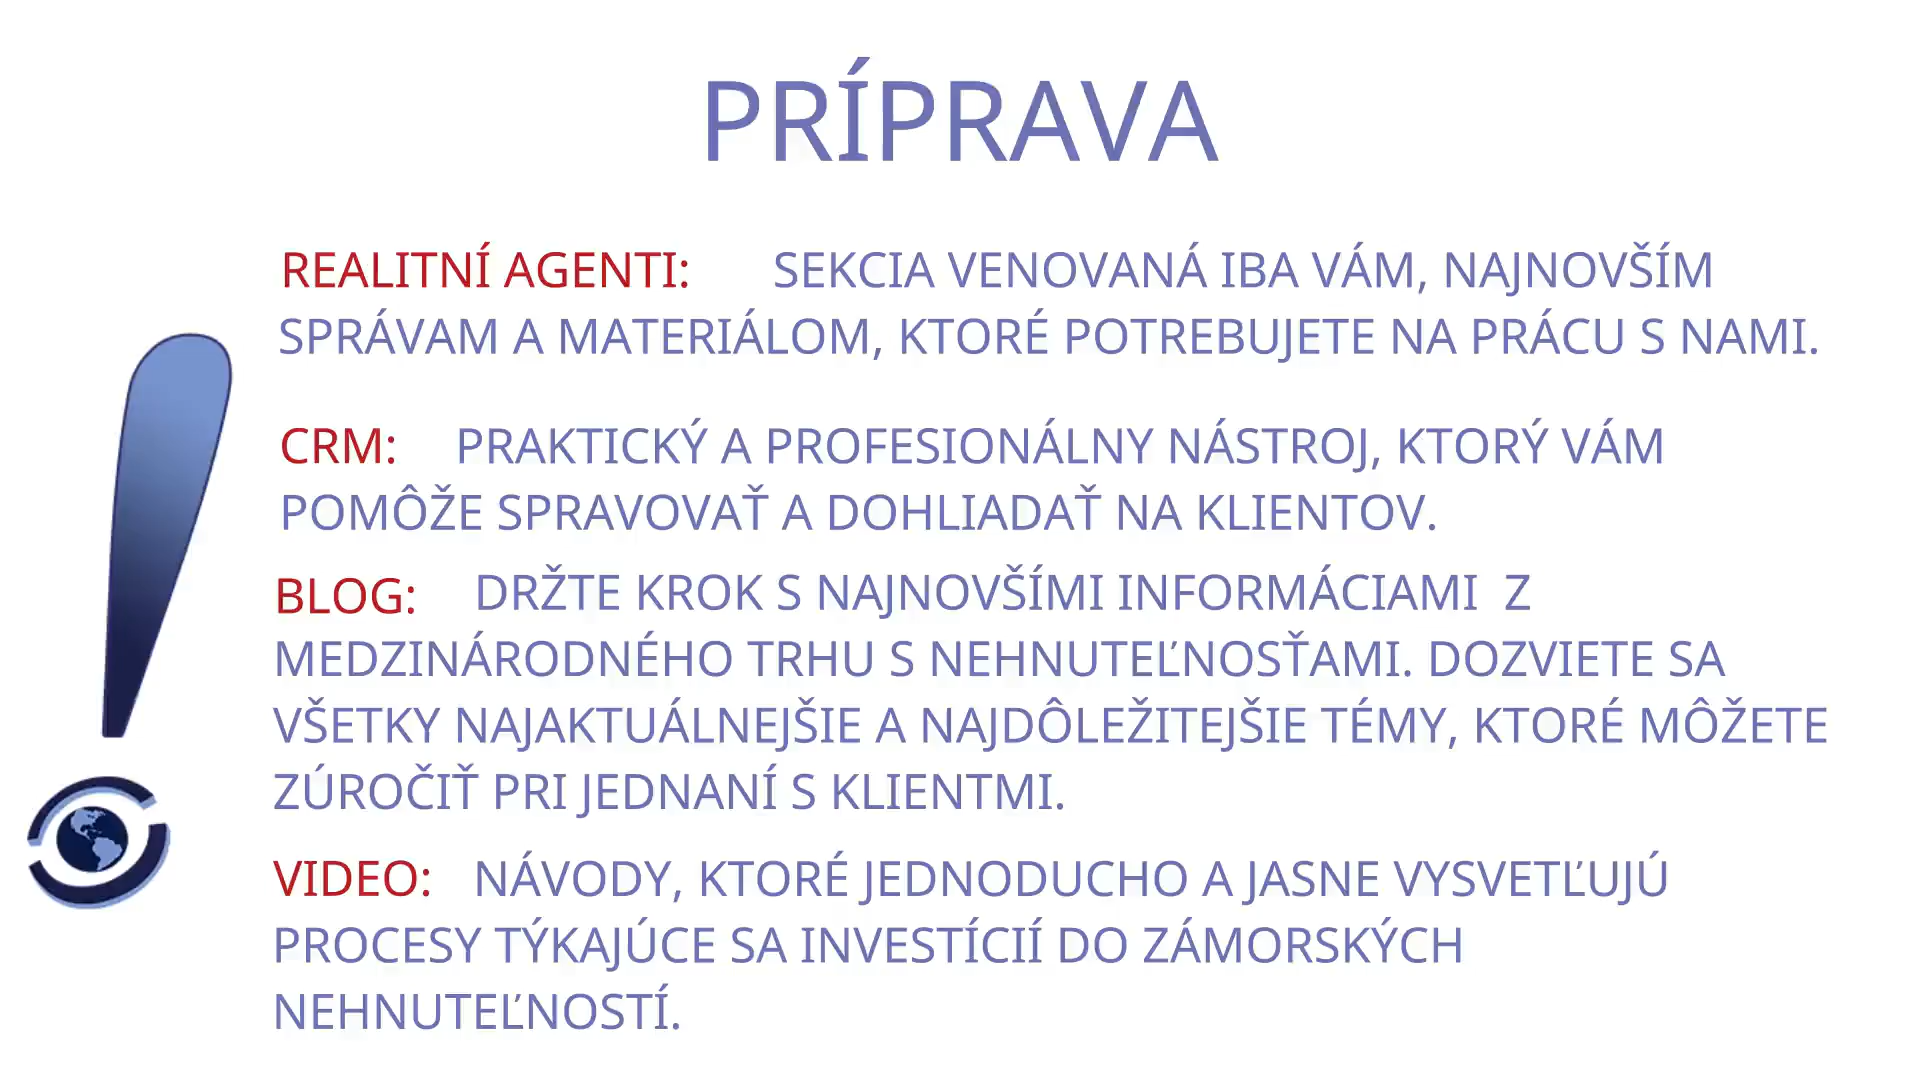 PRÍPRAVA
REALITNÍ AGENTI: SEKCIA VENOVANÁ IBA VÁM, NAJNOVŠÍM
SPRÁVAM A MATERIÁLOM, KTORÉ POTREBUJETE NA PRÁCU S NAMI.
CRM: PRAKTICKÝ A PROFESIONÁLNY NÁSTROJ, KTORÝ VÁM
POMÔŽE SPRAVOVAŤ A DOHLIADAŤ NA KLIENTOV.
BLOG: DRŽTE KROK S NAJNOVŠÍMI INFORMÁCIAMI Z
MEDZINÁRODNÉHO TRHU S NEHNUTEĽNOSŤAMI. DOZVIETE SA
VŠETKY NAJAKTUÁLNEJŠIE A NAJDÔLEŽITEJŠIE TÉMY, KTORÉ MÔŽETE
ZÚROČIŤ PRI JEDNANÍ S KLIENTMI.
VIDEO: NÁVODY, KTORÉ JEDNODUCHO A JASNE VYSVETĽUJÚ
PROCESY TÝKAJÚCE SA INVESTÍCIÍ DO ZÁMORSKÝCH
NEHNUTEĽNOSTÍ.